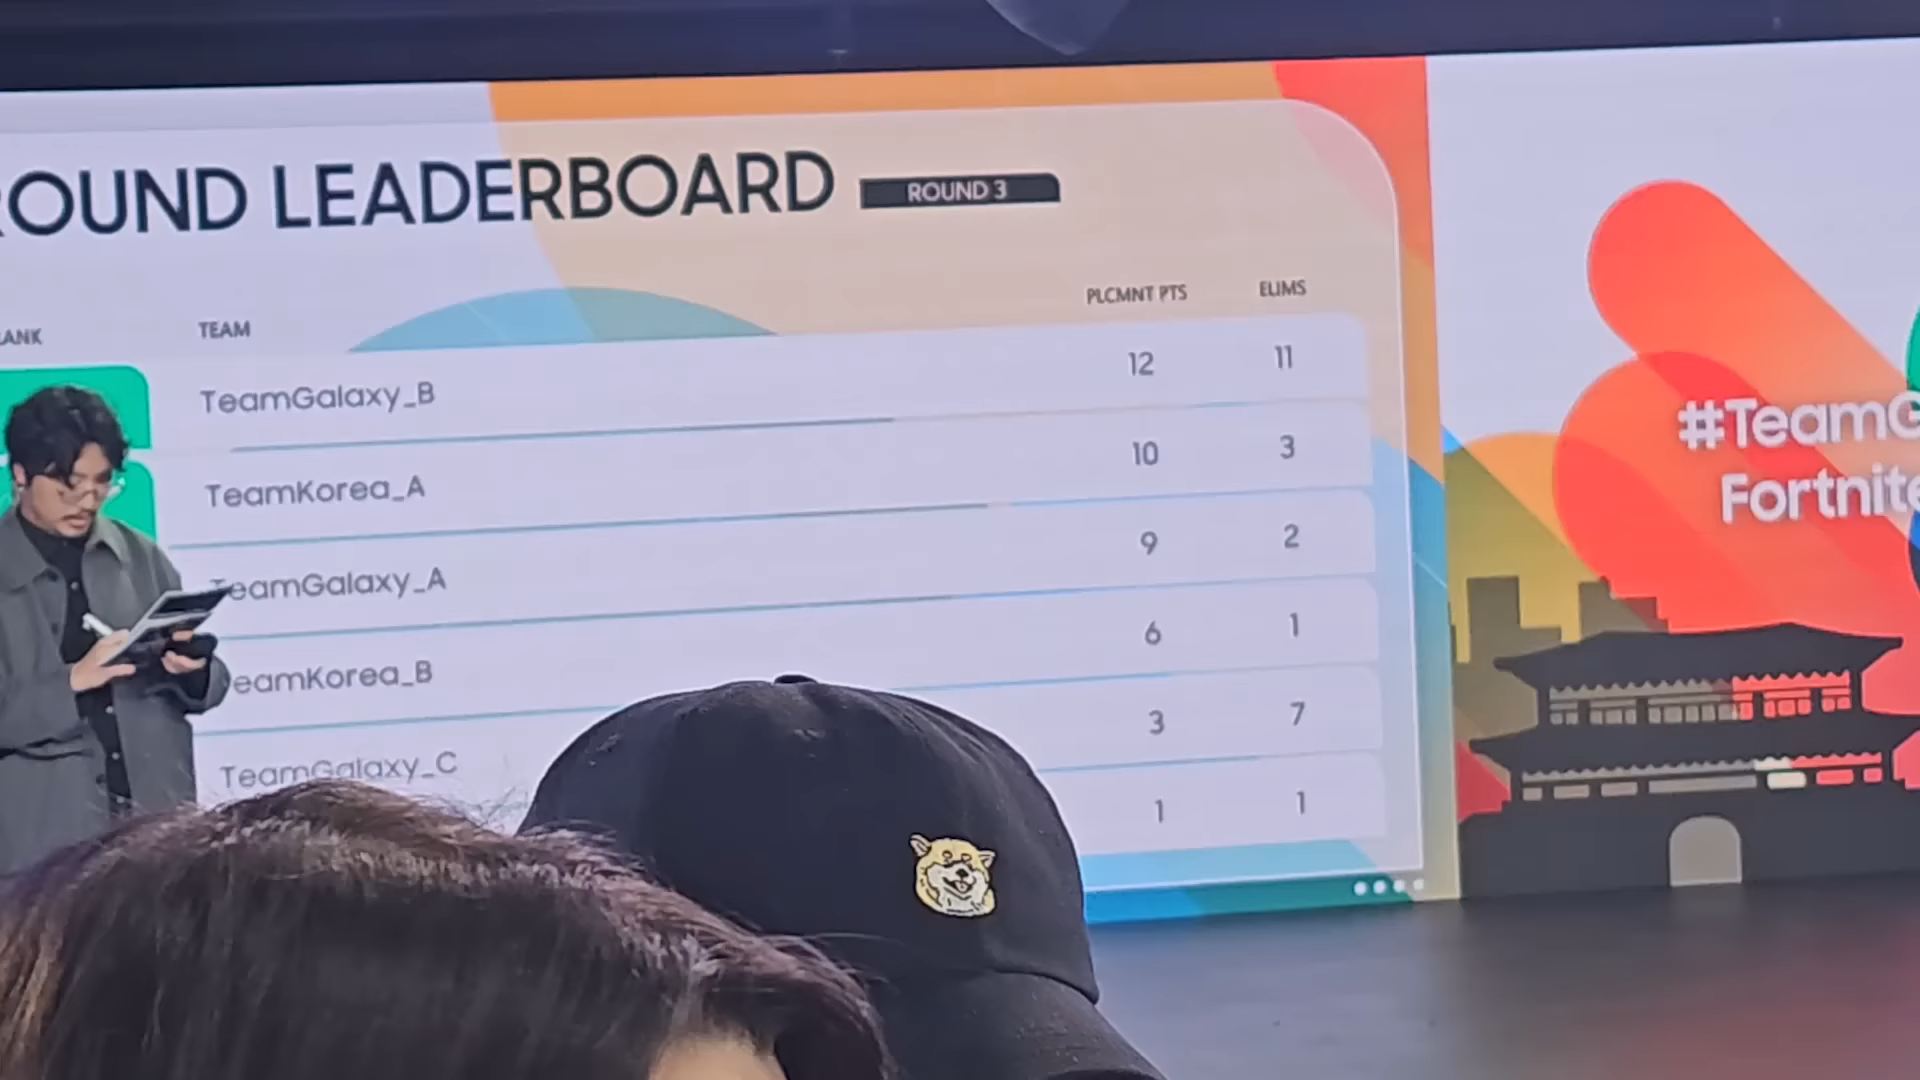 ROUND LEADERBOARD ROUND 3
TEAM PLCMNT PTS ELIMS
TeamGalaxy_B 12 11
TeamKorea_A 10 3
TeamGalaxy_A 9 2
TeamKorea_B 6 1
TeamGalaxy_C 3 7
1 1
#TeamG
Fortnite